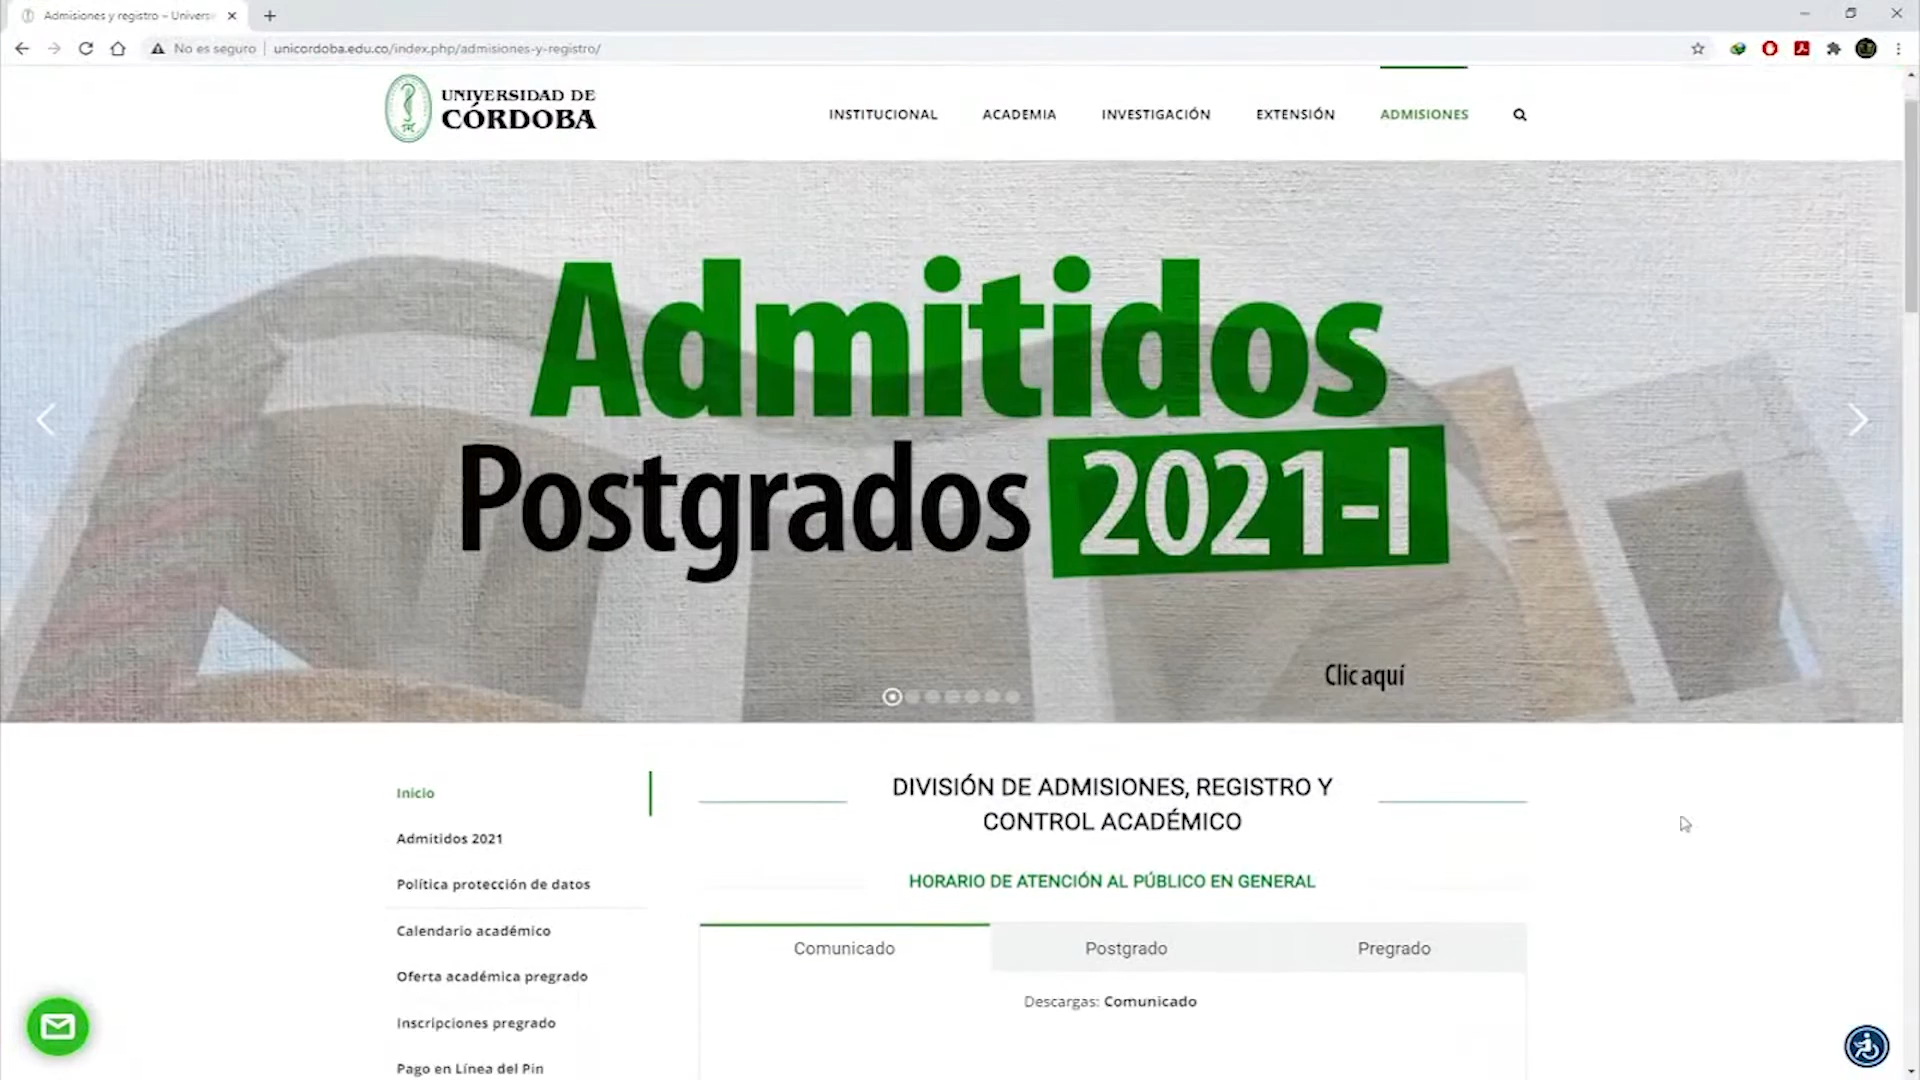 Admisiones y registro – Univers
No es seguro
unicordoba.edu.co/index.php/admisiones-y-registro/
UNIVERSIDAD DE
CÓRDOBA
INSTITUCIONAL
ACADEMIA
INVESTIGACIÓN
EXTENSIÓN
ADMISIONES
Admitidos
Postgrados 2021-I
Clic aquí
Inicio
Admitidos 2021
Política protección de datos
Calendario académico
Oferta académica pregrado
Inscripciones pregrado
Pago en Línea del Pin
DIVISIÓN DE ADMISIONES, REGISTRO Y
CONTROL ACADÉMICO
HORARIO DE ATENCIÓN AL PÚBLICO EN GENERAL
Comunicado
Postgrado
Pregrado
Descargas: Comunicado